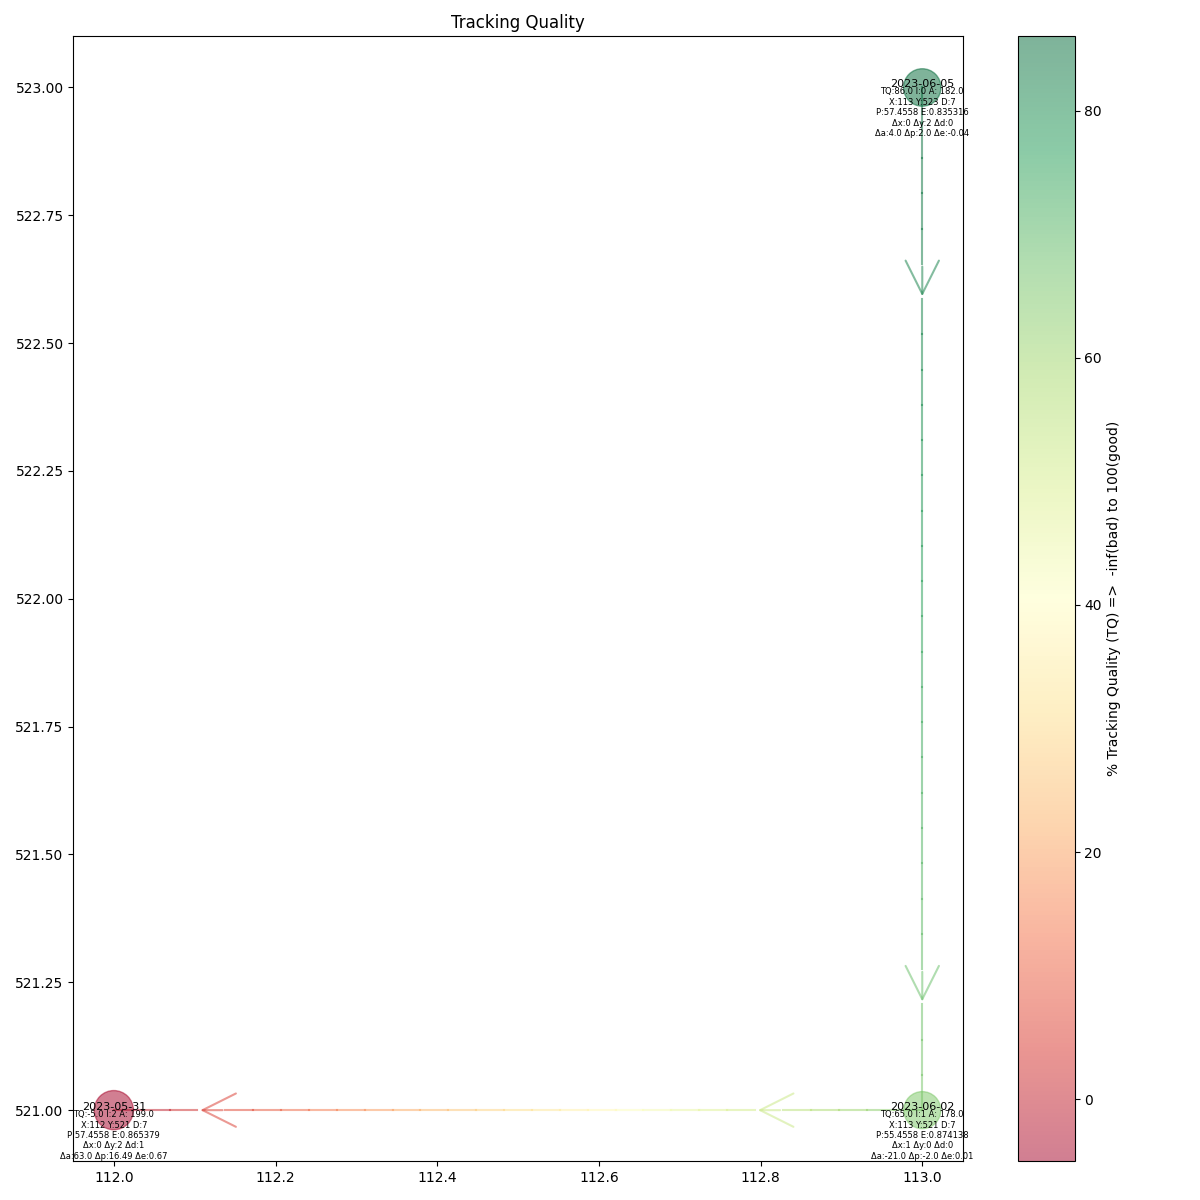 Tracking Quality
523.00
522.75
522.50
522.25
522.00
521.75
521.50
521.25
521.00
112.0
112.2
112.4
112.6
112.8
113.0
2023-06-05
TQ:86.0 I:0 A: 182.0
X:113 Y:523 D:7
P:57.4558 E:0.835316
Δx:0 Δy:2 Δd:0
Δa:4.0 Δp:2.0 Δe:-0.04
2023-05-31
TQ:-5.0 I:2 A: 199.0
X:112 Y:521 D:7
P:57.4558 E:0.865379
Δx:0 Δy:2 Δd:1
Δa:63.0 Δp:16.49 Δe:0.67
2023-06-02
TQ:65.0 I:1 A: 178.0
X:113 Y:521 D:7
P:55.4558 E:0.874138
Δx:1 Δy:0 Δd:0
Δa:-21.0 Δp:-2.0 Δe:0.01
80
60
40
20
0
% Tracking Quality (TQ) =>  -inf(bad) to 100(good)